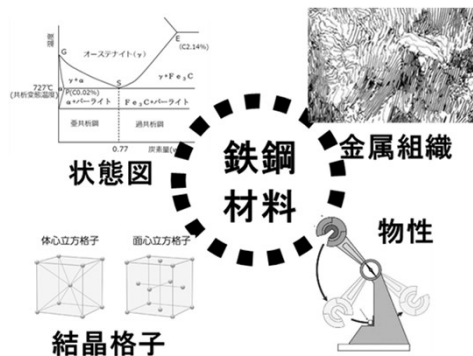 温度
G
オーステナイト(γ)
E
(C2.14%)
γ+α
γ+Fe₃C
S
727℃
(共析変態温度)
P(C0.02%)
α+パーライト
Fe₃C+パーライト
亜共析鋼
過共析鋼
0.77
炭素量
状態図
金属組織
鉄鋼
材料
物性
体心立方格子
面心立方格子
結晶格子